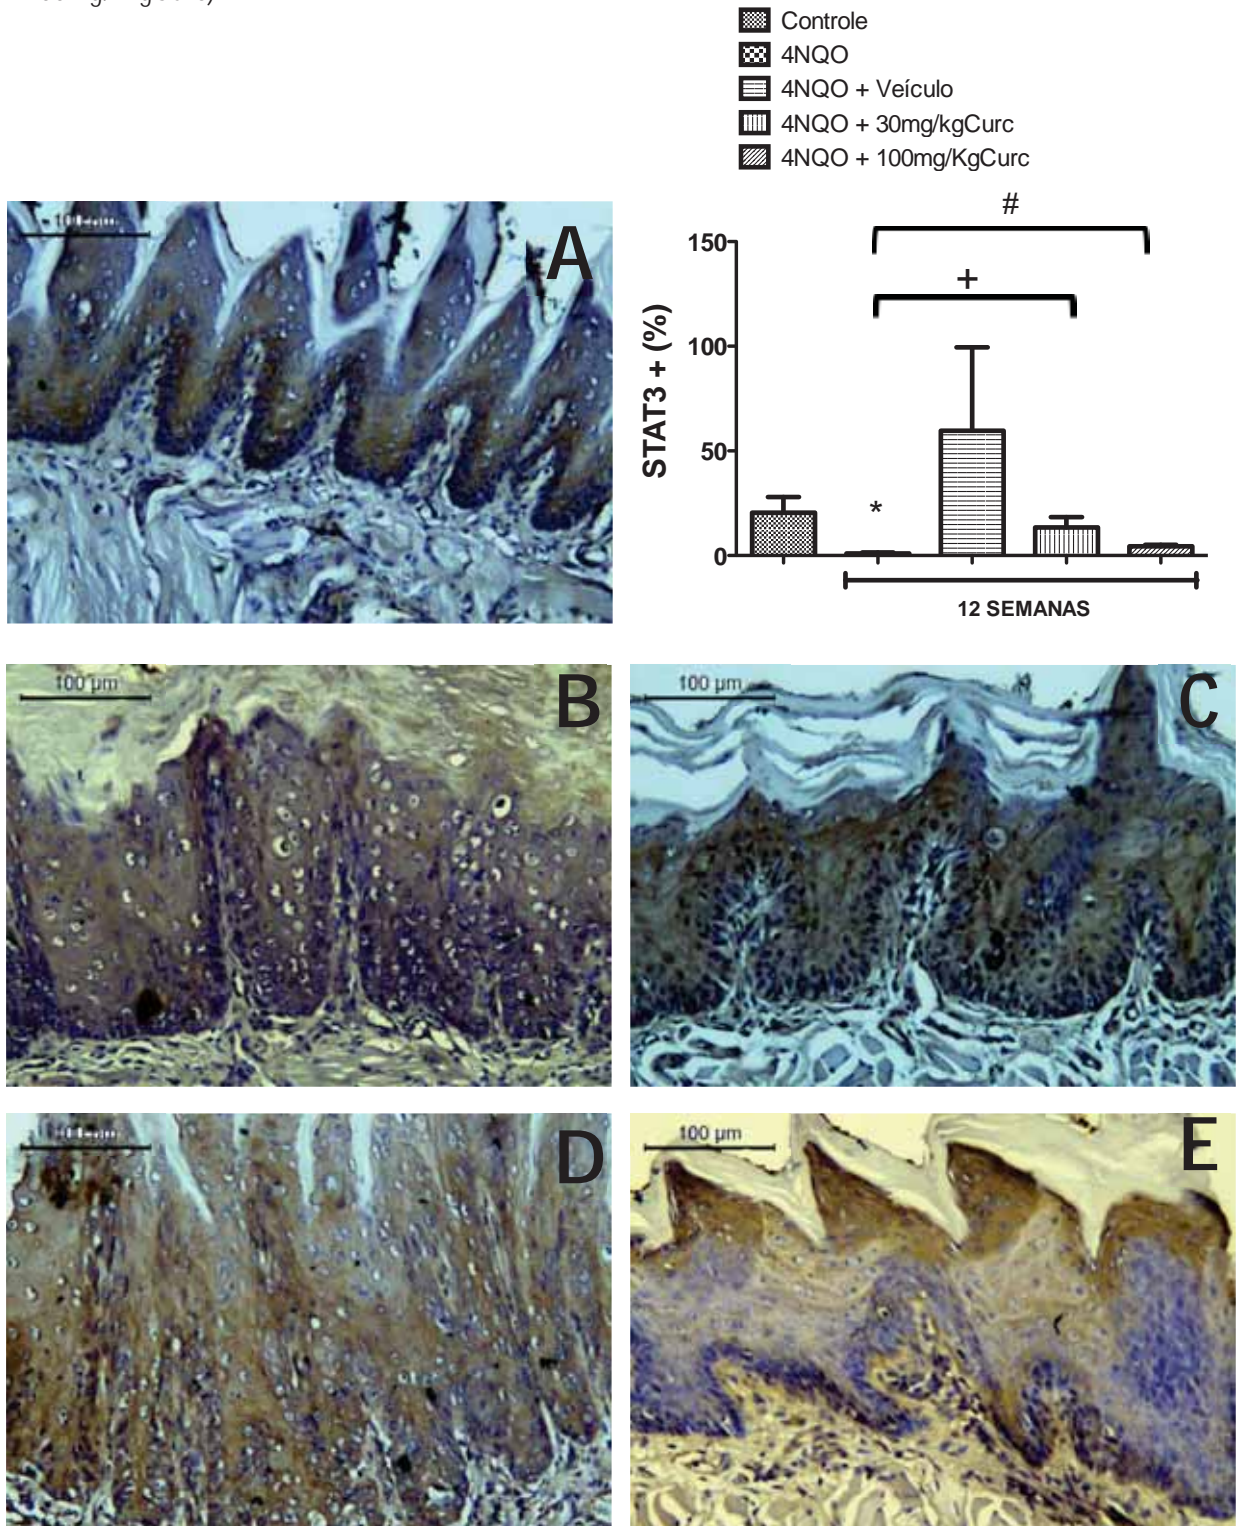 Controle
4NQO
4NQO + Veículo
4NQO + 30mg/kgCurc
4NQO + 100mg/KgCurc
A
#
+
*
STAT3 + (%)
150
100
50
0
12 SEMANAS
100 µm
B
100 µm
C
D
100 µm
E